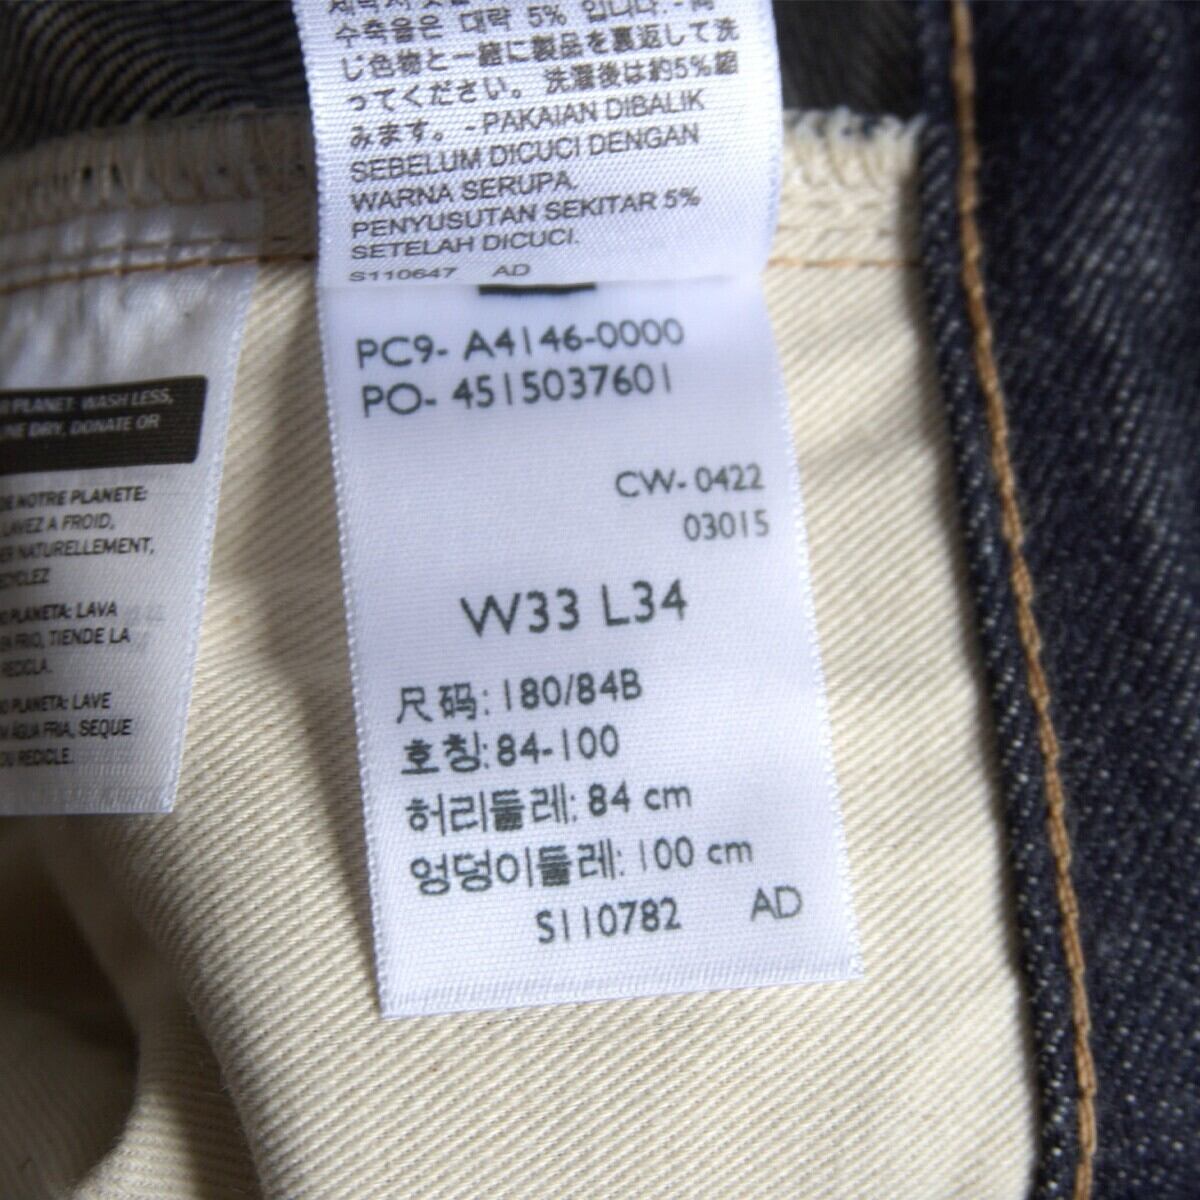 수축율은 대략 5% 입니다. -
じ色物と一緒に製品を裏返して洗
ってください。 洗濯後は約5%縮
みます。 - PAKAIAN DIBALIK
SEBELUM DICUCI DENGAN
WARNA SERUPA.
PENYUSUTAN SEKITAR 5%
SETELAH DICUCI.
S110647 AD
PC9- A4146-0000
PO- 4515037601
CW- 0422
03015
W33 L34
尺码: 180/84B
호칭: 84-100
허리둘레: 84 cm
엉덩이둘레: 100 cm
S110782 AD
PLANET: WASH LESS,
DRY, DONATE OR
DE NOTRE PLANETE:
LAVEZ A FROID,
NATURELLEMENT,
PLANETA: LAVA
EN FRIO, TIENDE LA
RECICLA.
PLANETA: LAVE
ÁGUA FRIA, SEQUE
OU RECICLE.